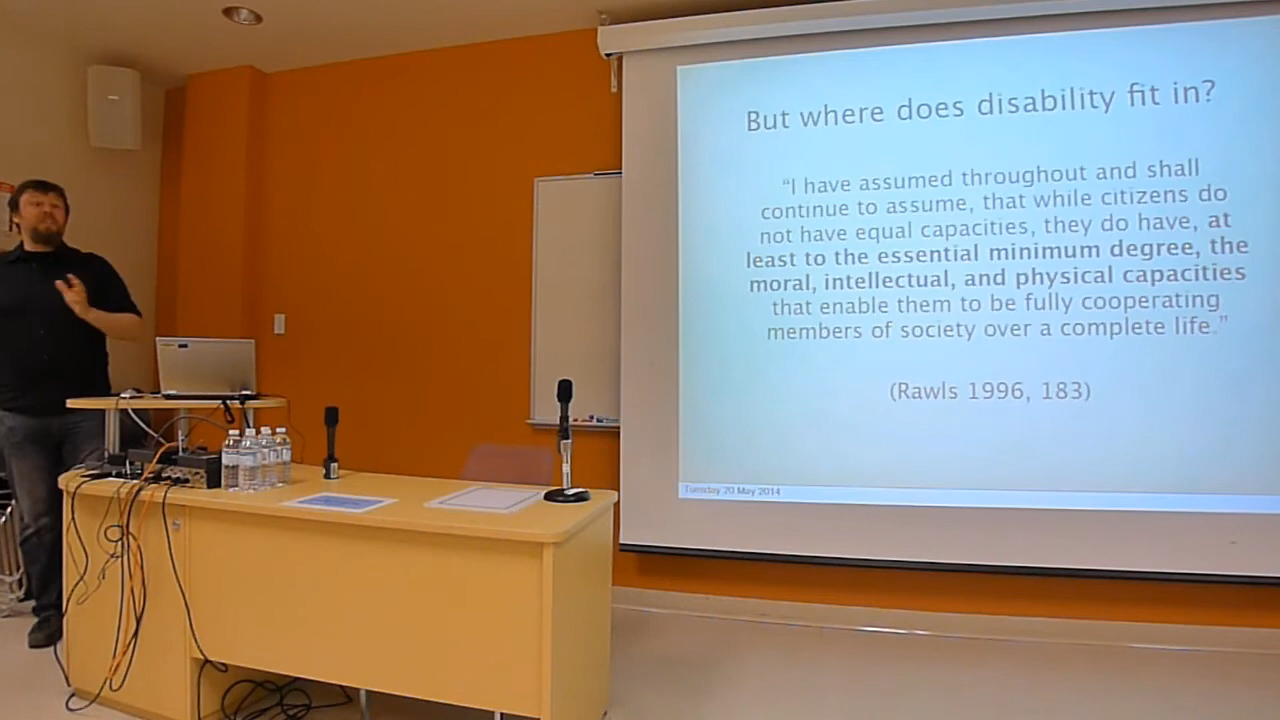 But where does disability fit in?
“I have assumed throughout and shall
continue to assume, that while citizens do
not have equal capacities, they do have, at
least to the essential minimum degree, the
moral, intellectual, and physical capacities
that enable them to be fully cooperating
members of society over a complete life.”
(Rawls 1996, 183)
Tuesday 20 May 2014